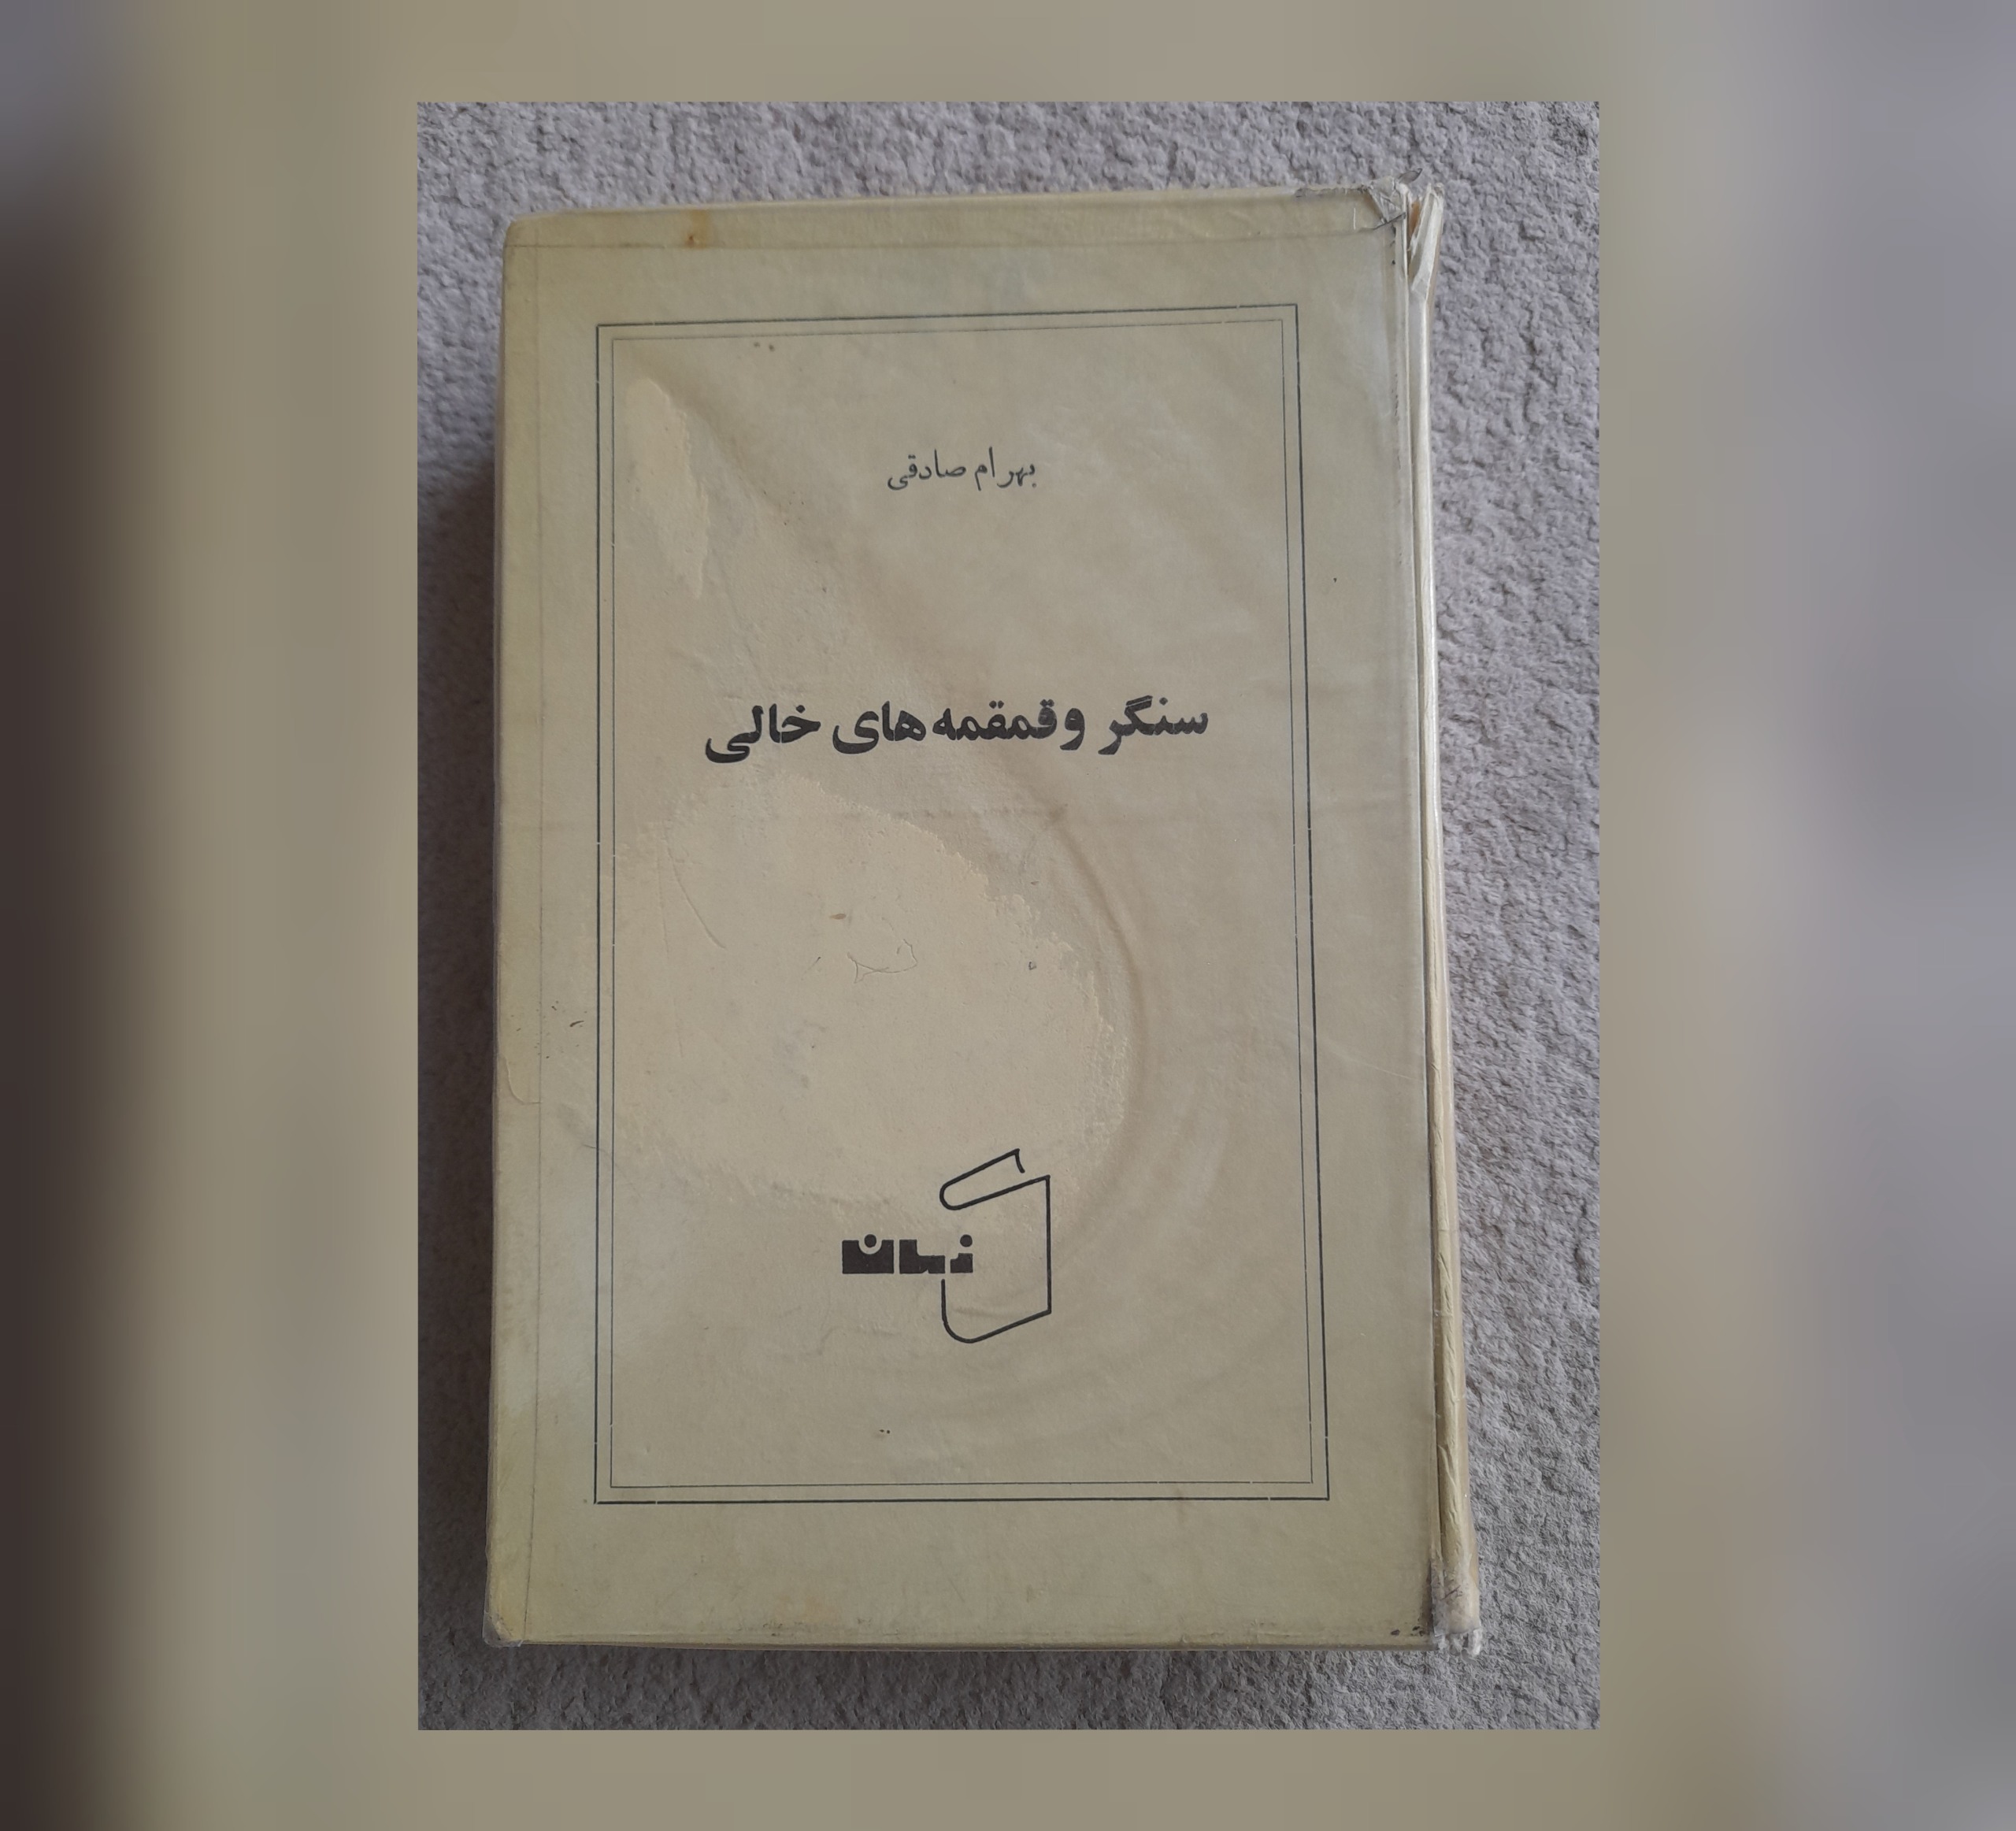 بهرام صادقی
سنگر و قمقمه‌های خالی
زمان